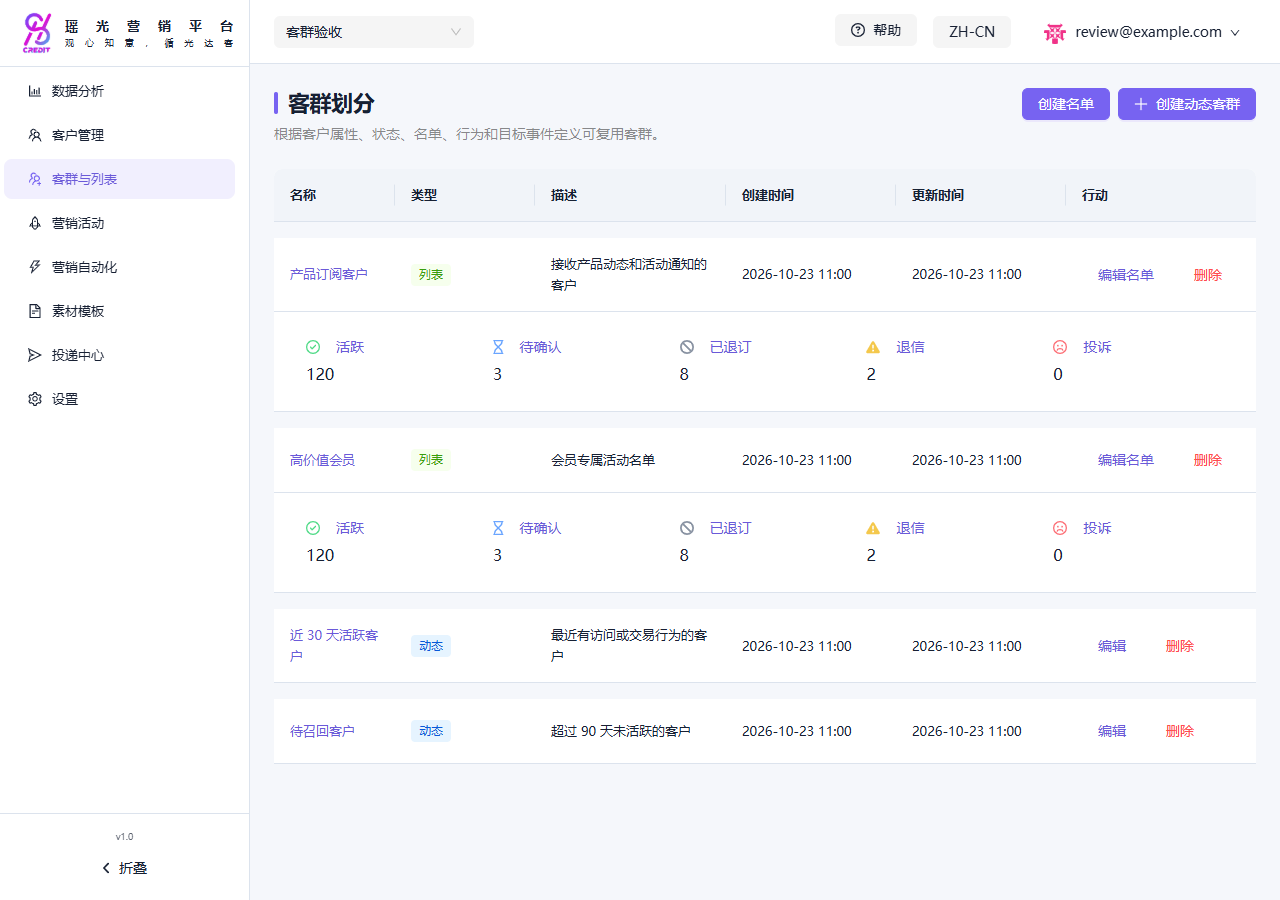 瑶光营销平台
观心知意，循光达客
CREDIT
客群验收
帮助
ZH-CN
review@example.com
数据分析
客户管理
客群与列表
营销活动
营销自动化
素材模板
投递中心
设置
v1.0
折叠
客群划分
创建名单
创建动态客群
根据客户属性、状态、名单、行为和目标事件定义可复用客群。
名称 类型 描述 创建时间 更新时间 行动
产品订阅客户 列表 接收产品动态和活动通知的
客户 2026-10-23 11:00 2026-10-23 11:00 编辑名单 删除
活跃 待确认 已退订 退信 投诉
120 3 8 2 0
高价值会员 列表 会员专属活动名单 2026-10-23 11:00 2026-10-23 11:00 编辑名单 删除
活跃 待确认 已退订 退信 投诉
120 3 8 2 0
近 30 天活跃客
户 动态 最近有访问或交易行为的客
户 2026-10-23 11:00 2026-10-23 11:00 编辑 删除
待召回客户 动态 超过 90 天未活跃的客户 2026-10-23 11:00 2026-10-23 11:00 编辑 删除